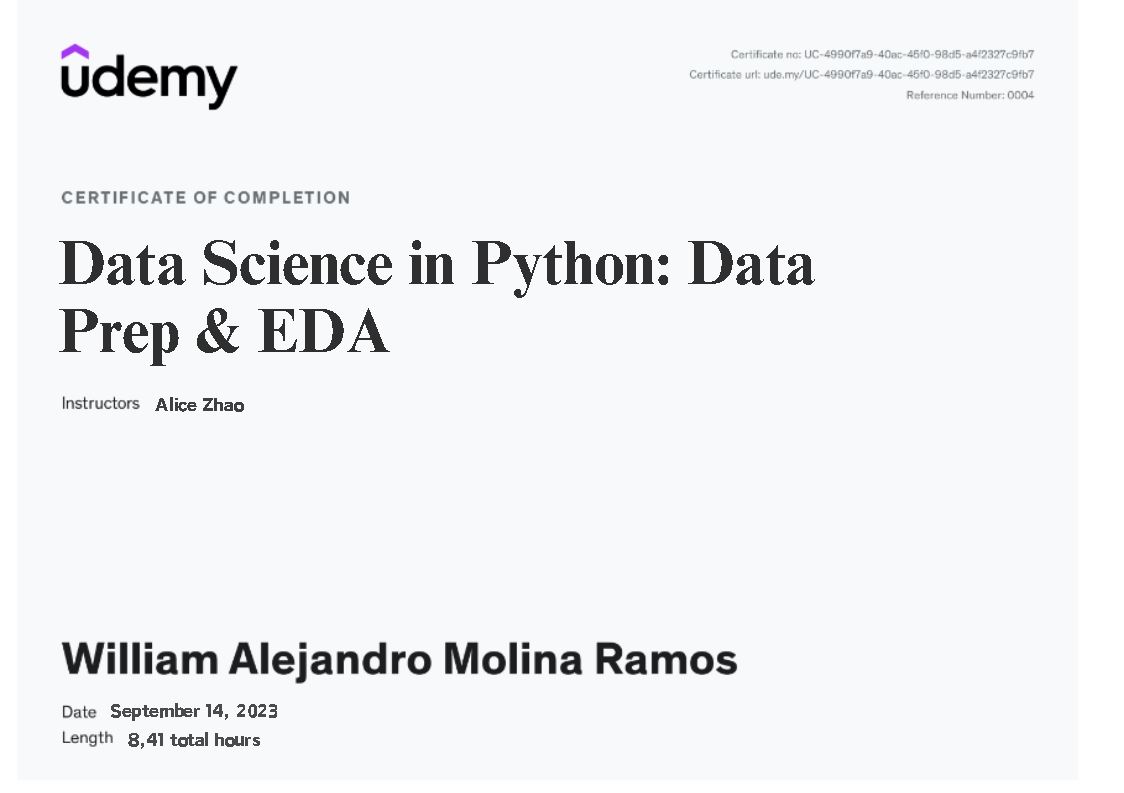 ûdemy
Certificate no: UC-4990f7a9-40ac-45f0-98d5-a4f2327c9fb7
Certificate url: ude.my/UC-4990f7a9-40ac-45f0-98d5-a4f2327c9fb7
Reference Number: 0004
CERTIFICATE OF COMPLETION
Data Science in Python: Data
Prep & EDA
Instructors Alice Zhao
William Alejandro Molina Ramos
Date September 14, 2023
Length 8,41 total hours